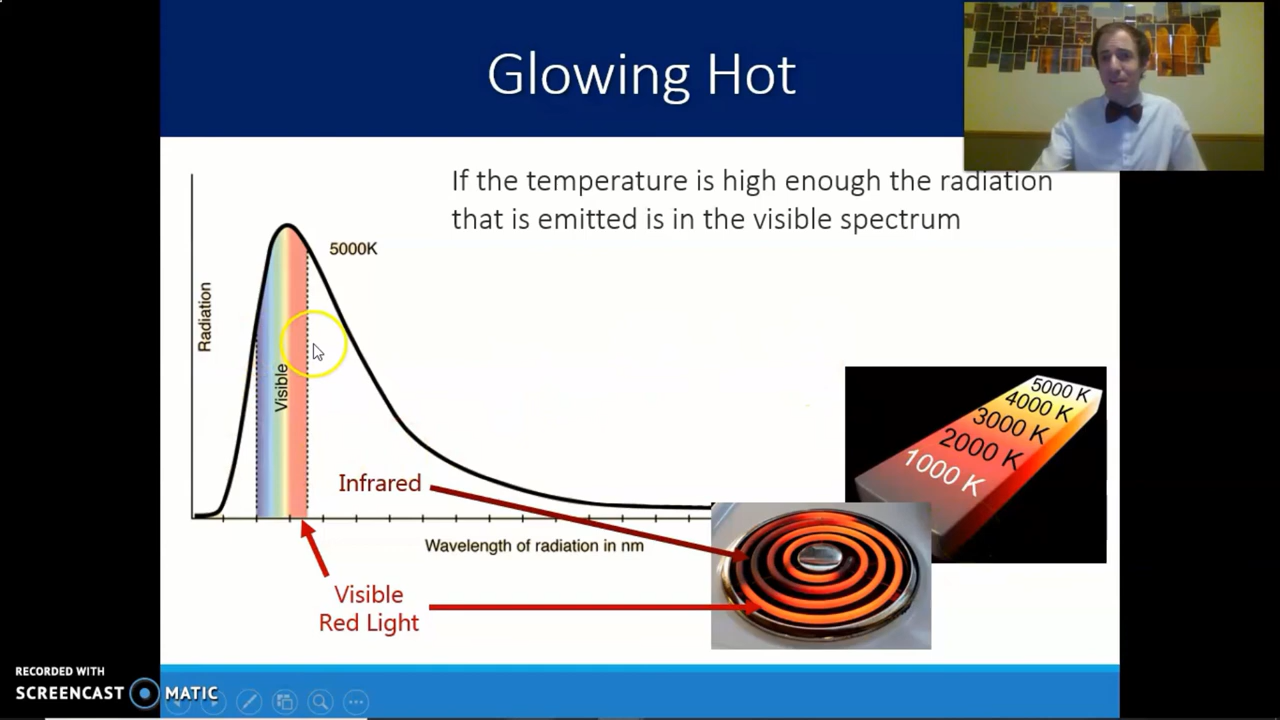 Glowing Hot
If the temperature is high enough the radiation
that is emitted is in the visible spectrum
5000K
Radiation
Visible
Infrared
Wavelength of radiation in nm
Visible
Red Light
5000 K
4000 K
3000 K
2000 K
1000 K
RECORDED WITH
SCREENCAST MATIC